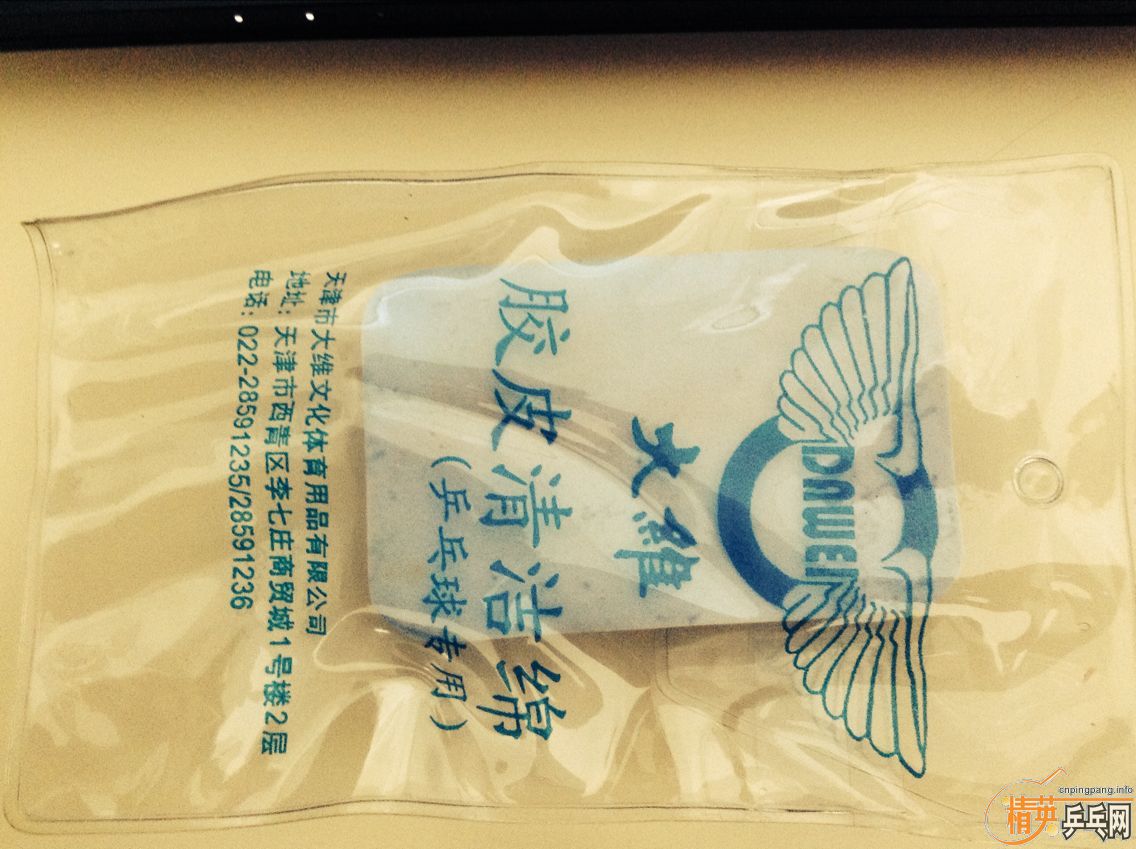 DAWEI
大維
胶皮清洁绵
(乒乓球专用)
天津市大维文化体育用品有限公司
地址:天津市西青区李七庄商贸城1号楼2层
电话:022-28591235/28591236
cnpingpang.info
精英乒乓网